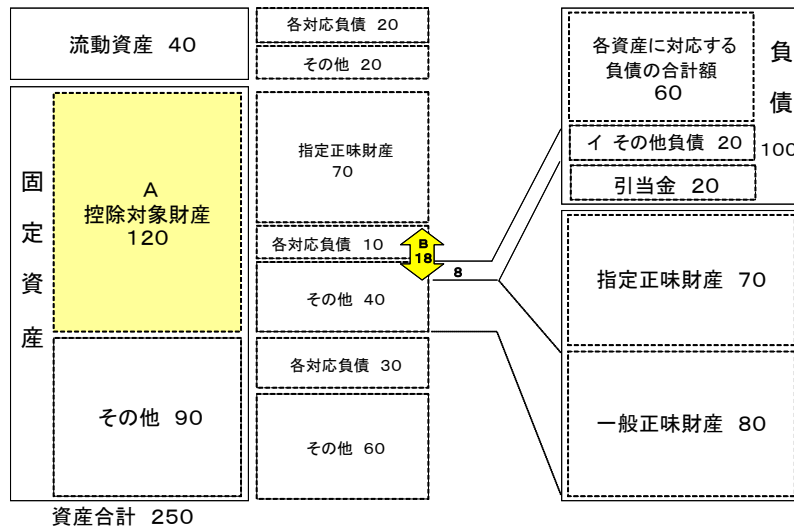 流動資産 40
固定資産
A
控除対象財産
120
その他 90
資産合計 250
各対応負債 20
その他 20
指定正味財産
70
各対応負債 10
その他 40
B
18
8
各対応負債 30
その他 60
各資産に対応する
負債の合計額
60
イ その他負債 20
引当金 20
負債
100
指定正味財産 70
一般正味財産 80